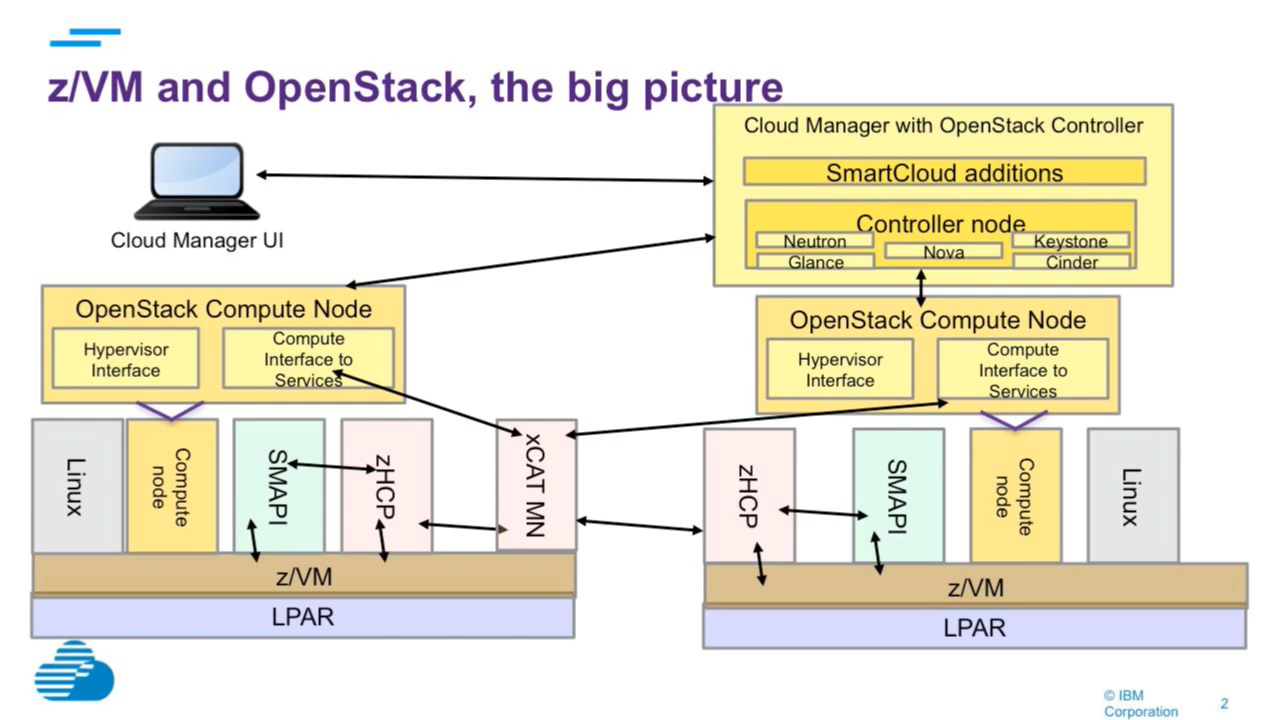 z/VM and OpenStack, the big picture
Cloud Manager with OpenStack Controller
SmartCloud additions
Controller node
Neutron
Nova
Keystone
Glance
Cinder
Cloud Manager UI
OpenStack Compute Node
Hypervisor
Interface
Compute
Interface to
Services
OpenStack Compute Node
Hypervisor
Interface
Compute
Interface to
Services
Linux
Compute
node
SMAPI
zHCP
xCAT MN
z/VM
LPAR
zHCP
SMAPI
Compute
node
Linux
z/VM
LPAR
© IBM
Corporation
2